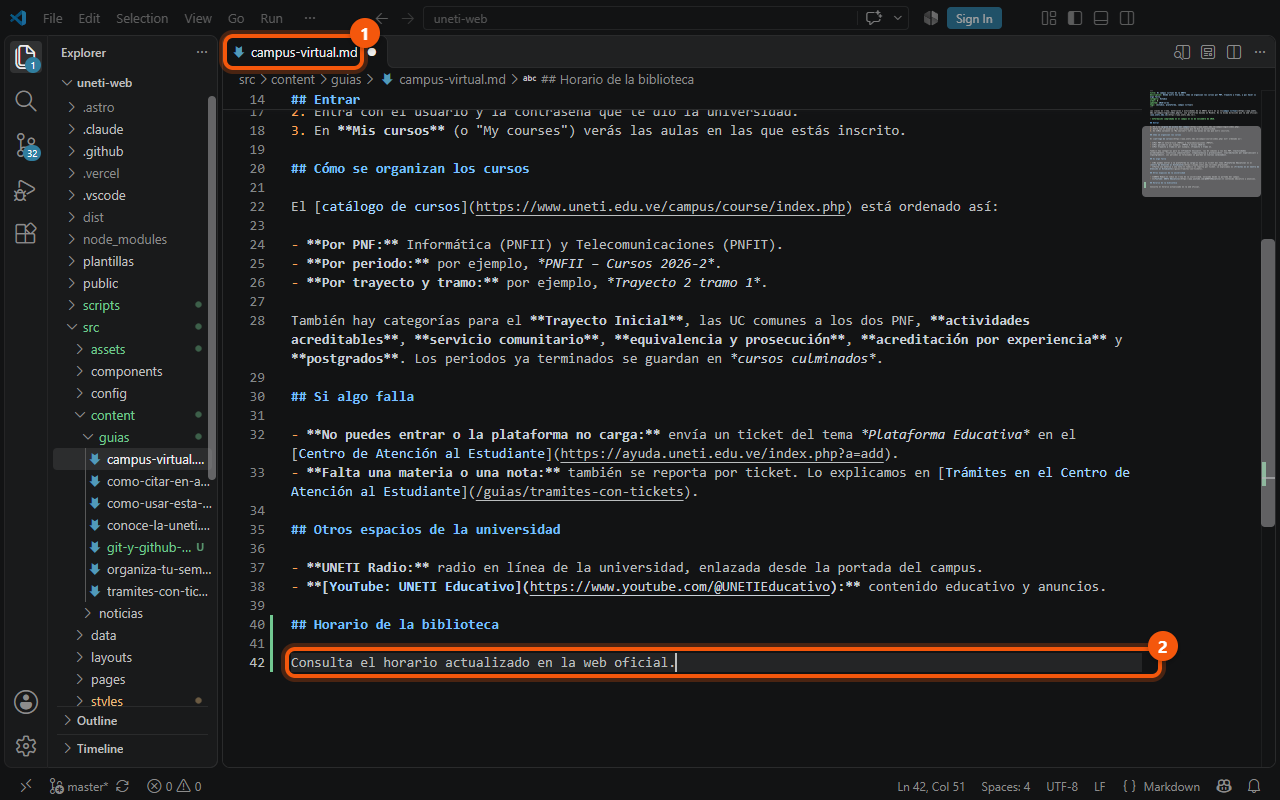 File Edit Selection View Go Run ··· uneti-web Sign In
1
Explorer ···
campus-virtual.md
1
uneti-web
.astro
.claude
.github
.vercel
.vscode
dist
node_modules
plantillas
public
scripts
src
assets
components
config
content
guias
campus-virtual....
como-citar-en-a...
como-usar-esta-...
conoce-la-uneti....
git-y-github-... U
organiza-tu-sem...
tramites-con-tic...
noticias
data
layouts
pages
styles
Outline
Timeline
32
src > content > guias > campus-virtual.md > abc ## Horario de la biblioteca
14 ## Entrar
17 2. Entra con el usuario y la contraseña que te dio la universidad.
18 3. En **Mis cursos** (o "My courses") verás las aulas en las que estás inscrito.
19
20 ## Cómo se organizan los cursos
21
22 El [catálogo de cursos](https://www.uneti.edu.ve/campus/course/index.php) está ordenado así:
23
24 - **Por PNF:** Informática (PNFII) y Telecomunicaciones (PNFIT).
25 - **Por periodo:** por ejemplo, *PNFII – Cursos 2026-2*.
26 - **Por trayecto y tramo:** por ejemplo, *Trayecto 2 tramo 1*.
27
28 También hay categorías para el **Trayecto Inicial**, las UC comunes a los dos PNF, **actividades
acreditables**, **servicio comunitario**, **equivalencia y prosecución**, **acreditación por experiencia** y
**postgrados**. Los periodos ya terminados se guardan en *cursos culminados*.
29
30 ## Si algo falla
31
32 - **No puedes entrar o la plataforma no carga:** envía un ticket del tema *Plataforma Educativa* en el
[Centro de Atención al Estudiante](https://ayuda.uneti.edu.ve/index.php?a=add).
33 - **Falta una materia o una nota:** también se reporta por ticket. Lo explicamos en [Trámites en el Centro de
Atención al Estudiante](/guias/tramites-con-tickets).
34
35 ## Otros espacios de la universidad
36
37 - **UNETI Radio:** radio en línea de la universidad, enlazada desde la portada del campus.
38 - **[YouTube: UNETI Educativo](https://www.youtube.com/@UNETIEducativo):** contenido educativo y anuncios.
39
40 ## Horario de la biblioteca
41
2
42 Consulta el horario actualizado en la web oficial.
master* 0 0 Ln 42, Col 51 Spaces: 4 UTF-8 LF { } Markdown